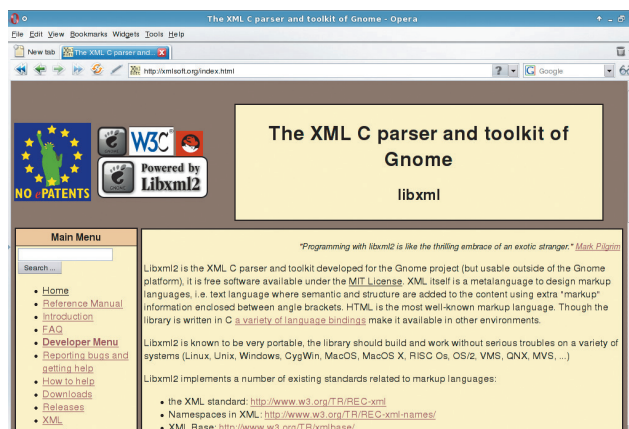 The XML C parser and toolkit of Gnome - Opera
File Edit View Bookmarks Widgets Tools Help
New tab
The XML C parser and...
http://xmlsoft.org/index.html
?
G Google
NO ePATENTS
GNOME
W3C
Powered by
Libxml2
The XML C parser and toolkit of
Gnome
libxml
Main Menu
Search ...
Home
Reference Manual
Introduction
FAQ
Developer Menu
Reporting bugs and
getting help
How to help
Downloads
Releases
XML
"Programming with libxml2 is like the thrilling embrace of an exotic stranger." Mark Pilgrim
Libxml2 is the XML C parser and toolkit developed for the Gnome project (but usable outside of the Gnome
platform), it is free software available under the MIT License. XML itself is a metalanguage to design markup
languages, i.e. text language where semantic and structure are added to the content using extra "markup"
information enclosed between angle brackets. HTML is the most well-known markup language. Though the
library is written in C a variety of language bindings make it available in other environments.
Libxml2 is known to be very portable, the library should build and work without serious troubles on a variety of
systems (Linux, Unix, Windows, CygWin, MacOS, MacOS X, RISC Os, OS/2, VMS, QNX, MVS, ...)
Libxml2 implements a number of existing standards related to markup languages:
the XML standard: http://www.w3.org/TR/REC-xml
Namespaces in XML: http://www.w3.org/TR/REC-xml-names/
XML Base: http://www.w3.org/TR/xmlbase/